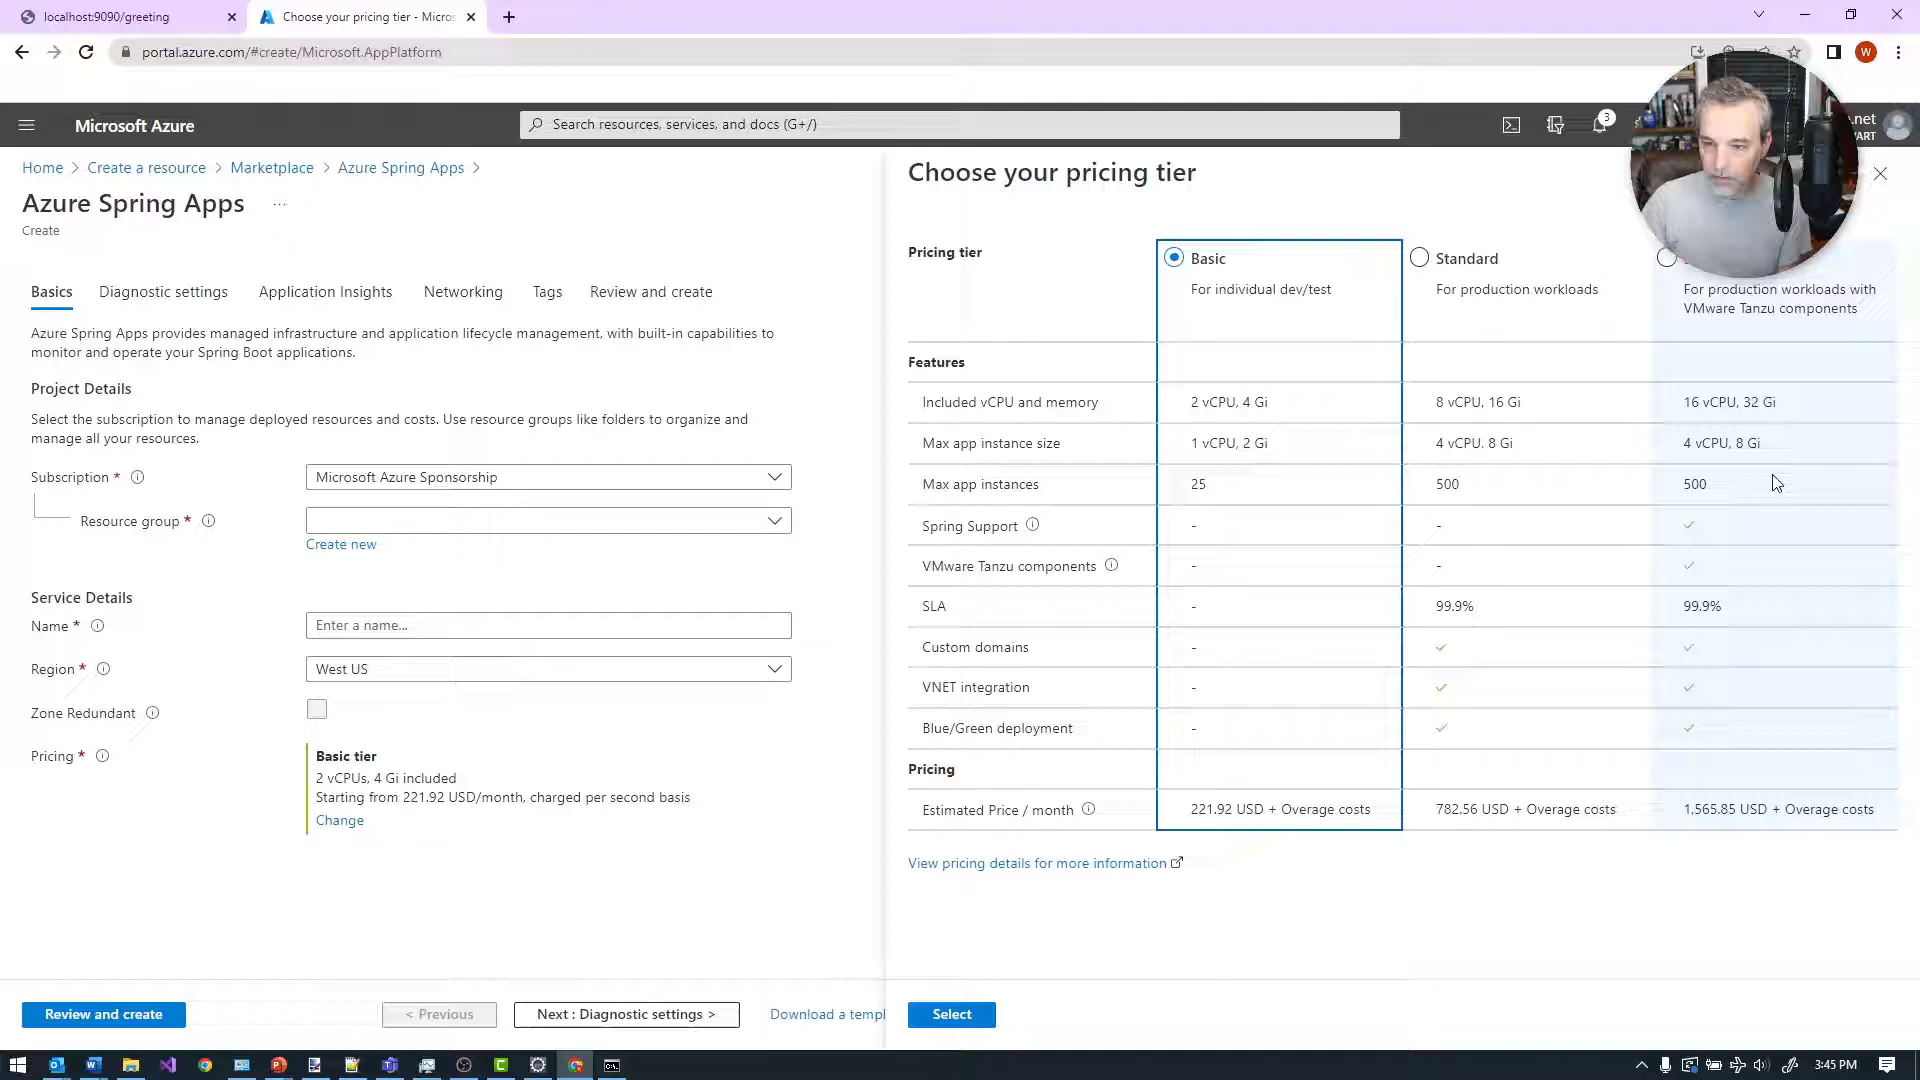 localhost:9090/greeting
Choose your pricing tier - Micros
portal.azure.com/#create/Microsoft.AppPlatform
W
Microsoft Azure
Search resources, services, and docs (G+/)
3
.net
Home > Create a resource > Marketplace > Azure Spring Apps >
Azure Spring Apps ...
Create
Basics
Diagnostic settings
Application Insights
Networking
Tags
Review and create
Azure Spring Apps provides managed infrastructure and application lifecycle management, with built-in capabilities to
monitor and operate your Spring Boot applications.
Project Details
Select the subscription to manage deployed resources and costs. Use resource groups like folders to organize and
manage all your resources.
Subscription *
Microsoft Azure Sponsorship
Resource group *
Create new
Service Details
Name *
Enter a name...
Region *
West US
Zone Redundant
Pricing *
Basic tier
2 vCPUs, 4 Gi included
Starting from 221.92 USD/month, charged per second basis
Change
Review and create
< Previous
Next : Diagnostic settings >
Download a templ
Choose your pricing tier
Pricing tier
Basic
Standard
For individual dev/test
For production workloads
For production workloads with
VMware Tanzu components
Features
Included vCPU and memory
2 vCPU, 4 Gi
8 vCPU, 16 Gi
16 vCPU, 32 Gi
Max app instance size
1 vCPU, 2 Gi
4 vCPU, 8 Gi
4 vCPU, 8 Gi
Max app instances
25
500
500
Spring Support
-
-
VMware Tanzu components
-
-
SLA
-
99.9%
99.9%
Custom domains
-
VNET integration
-
Blue/Green deployment
-
Pricing
Estimated Price / month
221.92 USD + Overage costs
782.56 USD + Overage costs
1,565.85 USD + Overage costs
View pricing details for more information
Select
3:45 PM